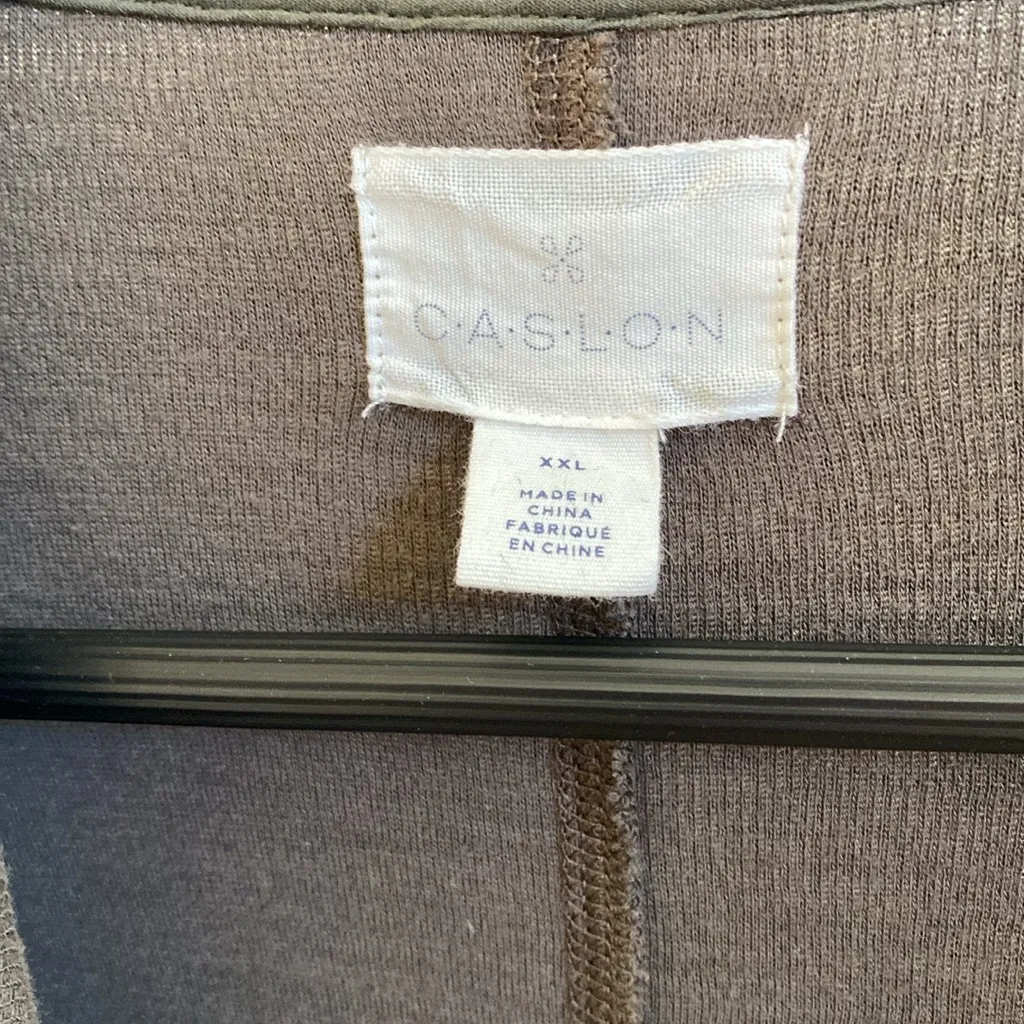 C·A·S·L·O·N
XXL
MADE IN
CHINA
FABRIQUÉ
EN CHINE